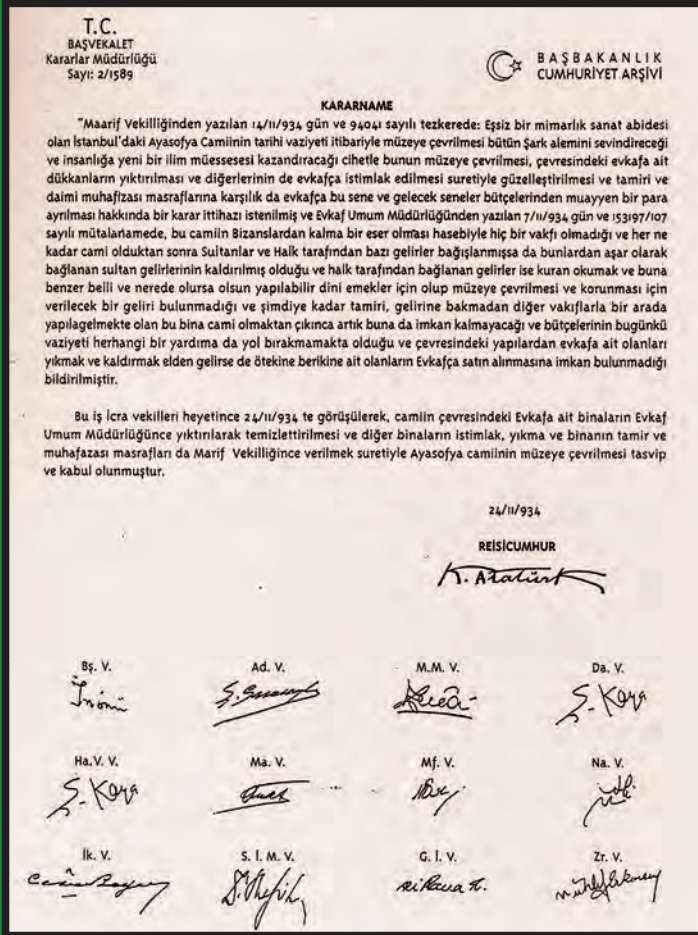 T.C.
BAŞVEKALET
Kararlar Müdürlüğü
Sayı: 2/1589
BAŞBAKANLIK
CUMHURİYET ARŞİVİ
KARARNAME
"Maarif Vekilliğinden yazılan 14/11/934 gün ve 94041 sayılı tezkerede: Eşsiz bir mimarlık sanat abidesi
olan İstanbul'daki Ayasofya Camiinin tarihi vaziyeti itibariyle müzeye çevrilmesi bütün Şark alemini sevindireceği
ve insanlığa yeni bir ilim müessesesi kazandıracağı cihetle bunun müzeye çevrilmesi, çevresindeki evkafa ait
dükkanların yıktırılması ve diğerlerinin de evkafça istimlak edilmesi suretiyle güzelleştirilmesi ve tamiri ve
daimi muhafızası masraflarına karşılık da evkafça bu sene ve gelecek seneler bütçelerinden muayyen bir para
ayrılması hakkında bir karar ittihazı istenilmiş ve Evkaf Umum Müdürlüğünden yazılan 7/11/934 gün ve 153197/107
sayılı mütalanamede, bu camiin Bizanslardan kalma bir eser olması hasebiyle hiç bir vakfı olmadığı ve her ne
kadar cami olduktan sonra Sultanlar ve Halk tarafından bazı gelirler bağışlanmışsa da bunlardan aşar olarak
bağlanan sultan gelirlerinin kaldırılmış olduğu ve halk tarafından bağlanan gelirler ise kuran okumak ve buna
benzer belli ve nerede olursa olsun yapılabilir dini emekler için olup müzeye çevrilmesi ve korunması için
verilecek bir geliri bulunmadığı ve şimdiye kadar tamiri, gelirine bakmadan diğer vakıflarla bir arada
yapılagelmekte olan bu bina cami olmaktan çıkınca artık buna da imkan kalmayacağı ve bütçelerinin bugünkü
vaziyeti herhangi bir yardıma da yol bırakmamakta olduğu ve çevresindeki yapılardan evkafa ait olanları
yıkmak ve kaldırmak elden gelirse de ötekine berikine ait olanların Evkafça satın alınmasına imkan bulunmadığı
bildirilmiştir.
Bu iş icra vekilleri heyetince 24/11/934 te görüşülerek, camiin çevresindeki Evkafa ait binaların Evkaf
Umum Müdürlüğünce yıktırılarak temizlettirilmesi ve diğer binaların istimlak, yıkma ve binanın tamir ve
muhafazası masrafları da Marif Vekilliğince verilmek suretiyle Ayasofya camiinin müzeye çevrilmesi tasvip
ve kabul olunmuştur.
24/11/934
REİSİCUMHUR
K. Atatürk
Bş. V. Ad. V. M.M. V. Da. V.
İnönü Ş. Kaya
Ha.V. V. Ma. V. Mf. V. Na. V.
Ş. Kaya
İk. V. S. İ. M. V. G. İ. V. Zr. V.